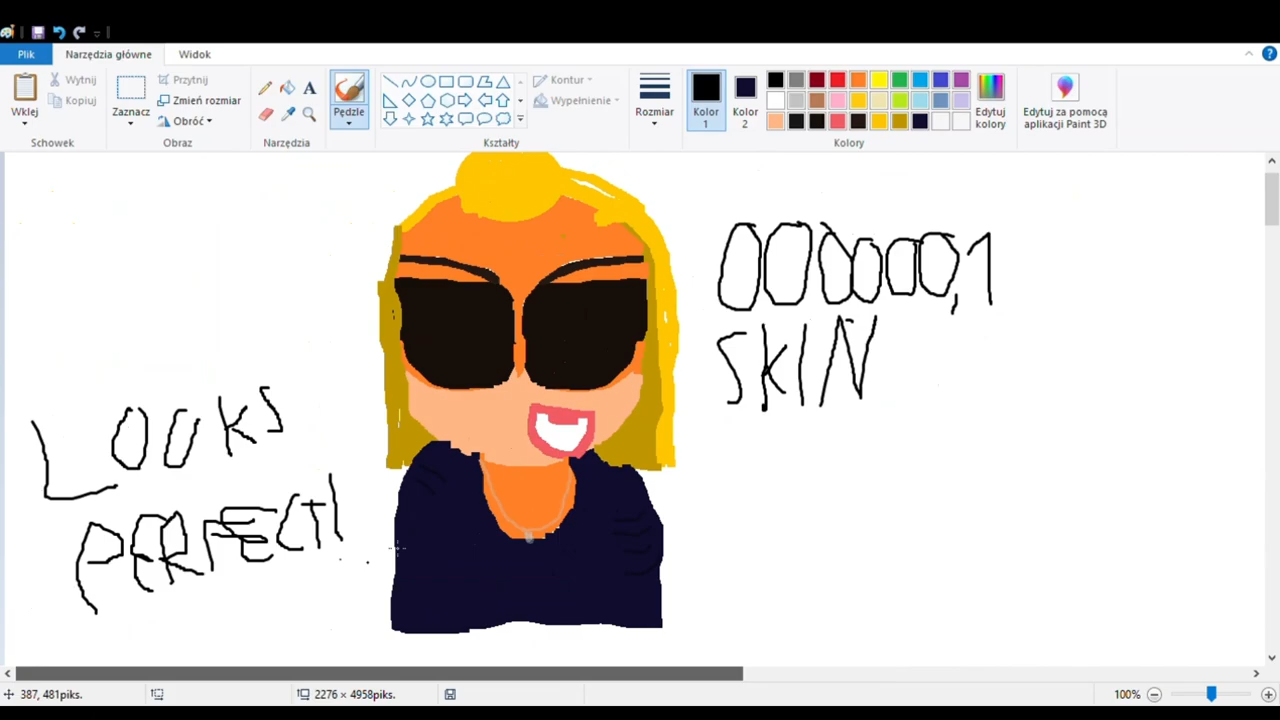 Plik
Narzędzia główne
Widok
Wklej
Wytnij
Kopiuj
Schowek
Zaznacz
Przytnij
Zmień rozmiar
Obróć
Obraz
A
Narzędzia
Pędzle
Kontur
Wypełnienie
Kształty
Rozmiar
Kolor
1
Kolor
2
Edytuj
kolory
Kolory
Edytuj za pomocą
aplikacji Paint 3D
000000,1
SKIN
LOOKS
PERFECT!
387, 481piks.
2276 × 4958piks.
100%